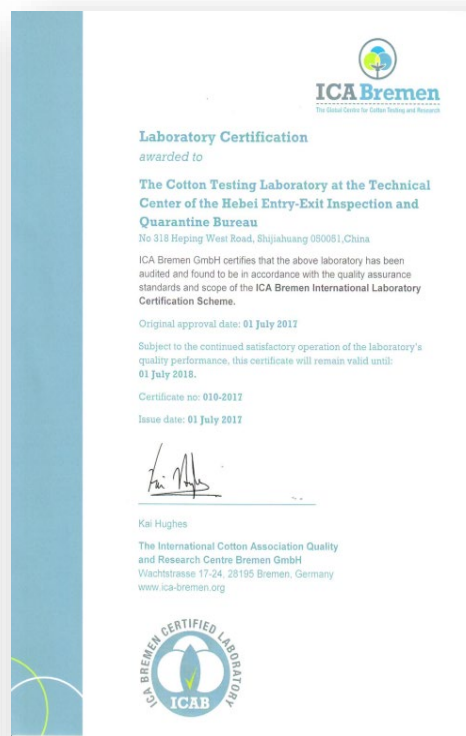 ICA Bremen
The Global Centre for Cotton Testing and Research
Laboratory Certification
awarded to
The Cotton Testing Laboratory at the Technical
Center of the Hebei Entry-Exit Inspection and
Quarantine Bureau
No 318 Heping West Road, Shijiahuang 050051,China
ICA Bremen GmbH certifies that the above laboratory has been
audited and found to be in accordance with the quality assurance
standards and scope of the ICA Bremen International Laboratory
Certification Scheme.
Original approval date: 01 July 2017
Subject to the continued satisfactory operation of the laboratory's
quality performance, this certificate will remain valid until:
01 July 2018.
Certificate no: 010-2017
Issue date: 01 July 2017
Kai Hughes
Kai Hughes
The International Cotton Association Quality
and Research Centre Bremen GmbH
Wachtstrasse 17-24, 28195 Bremen, Germany
www.ica-bremen.org
ICA BREMEN CERTIFIED LABORATORY
ICAB